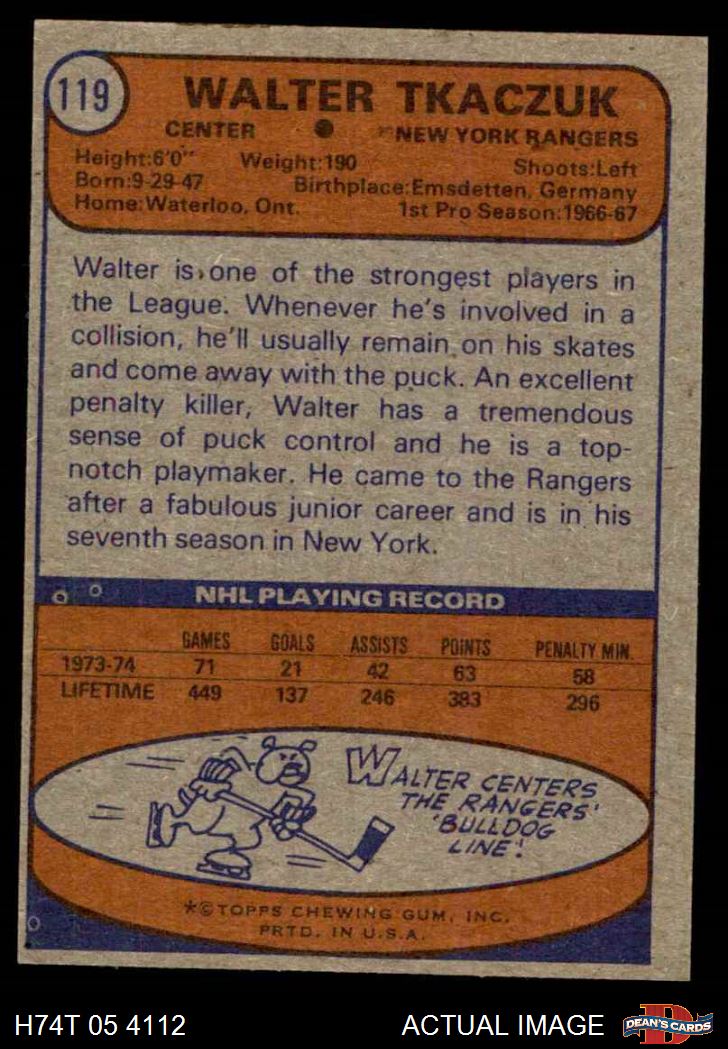 119
WALTER TKACZUK
CENTER • NEW YORK RANGERS
Height:6'0" Weight:190 Shoots:Left
Born:9-29-47 Birthplace:Emsdetten, Germany
Home:Waterloo, Ont. 1st Pro Season:1966-67
Walter is one of the strongest players in
the League. Whenever he's involved in a
collision, he'll usually remain on his skates
and come away with the puck. An excellent
penalty killer, Walter has a tremendous
sense of puck control and he is a top-
notch playmaker. He came to the Rangers
after a fabulous junior career and is in his
seventh season in New York.
NHL PLAYING RECORD
GAMES GOALS ASSISTS POINTS PENALTY MIN.
1973-74 71 21 42 63 58
LIFETIME 449 137 246 383 296
WALTER CENTERS
THE RANGERS'
'BULLDOG
LINE'!
*©TOPPS CHEWING GUM, INC.
PRTD. IN U.S.A.
H74T 05 4112 ACTUAL IMAGE DEAN'S CARDS